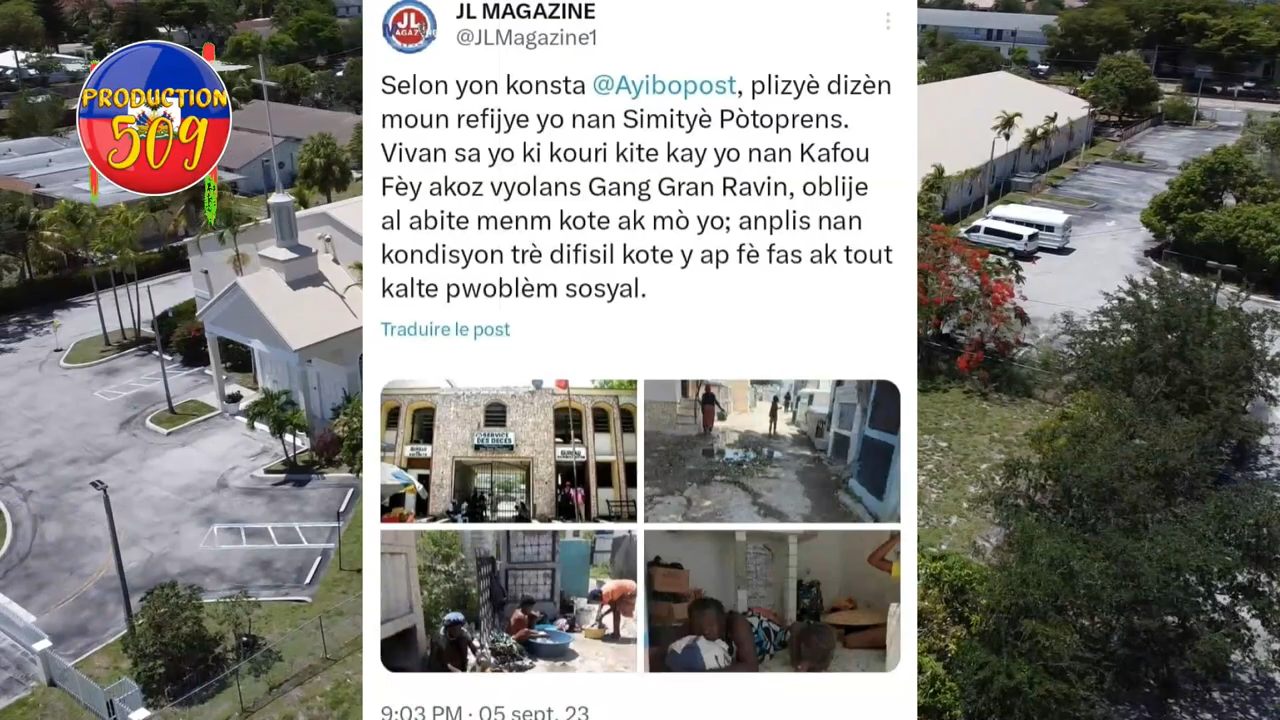 PRODUCTION
509
JL MAGAZINE
@JLMagazine1
Selon yon konsta @Ayibopost, plizyè dizèn
moun refijye yo nan Simityè Pòtoprens.
Vivan sa yo ki kouri kite kay yo nan Kafou
Fèy akoz vyolans Gang Gran Ravin, oblije
al abite menm kote ak mò yo; anplis nan
kondisyon trè difisil kote y ap fè fas ak tout
kalte pwoblèm sosyal.
Traduire le post
SERVICE
DES DECES
BUREAU
9:03 PM · 05 sept. 23